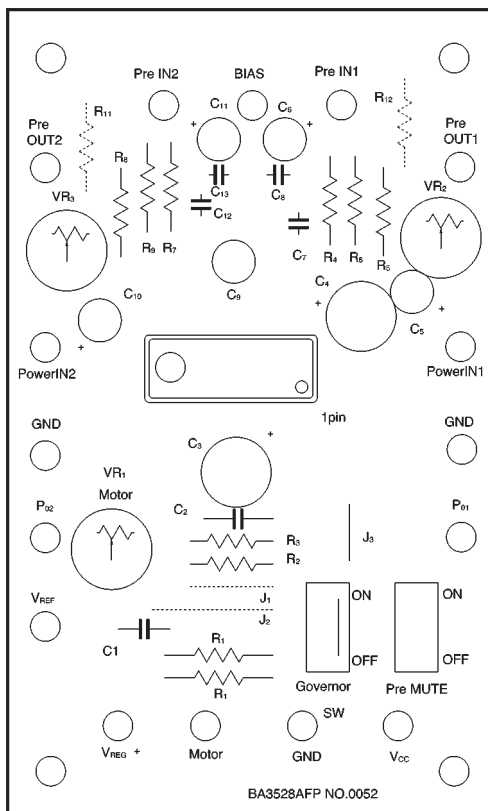 Pre IN2
BIAS
Pre IN1
R11
C11
C6
R12
+
+
Pre
OUT2
Pre
OUT1
R8
VR3
VR2
C13
C8
C12
R9
R7
C7
R4
R6
R5
C10
C9
C4
+
C5
+
+
PowerIN2
PowerIN1
1pin
GND
GND
C3
+
VR1
Motor
P02
C2
P01
R3
J3
R2
VREF
J1
ON
ON
J2
C1
R1
OFF
OFF
R1
Governor
Pre MUTE
SW
VREG +
Motor
GND
VCC
BA3528AFP NO.0052